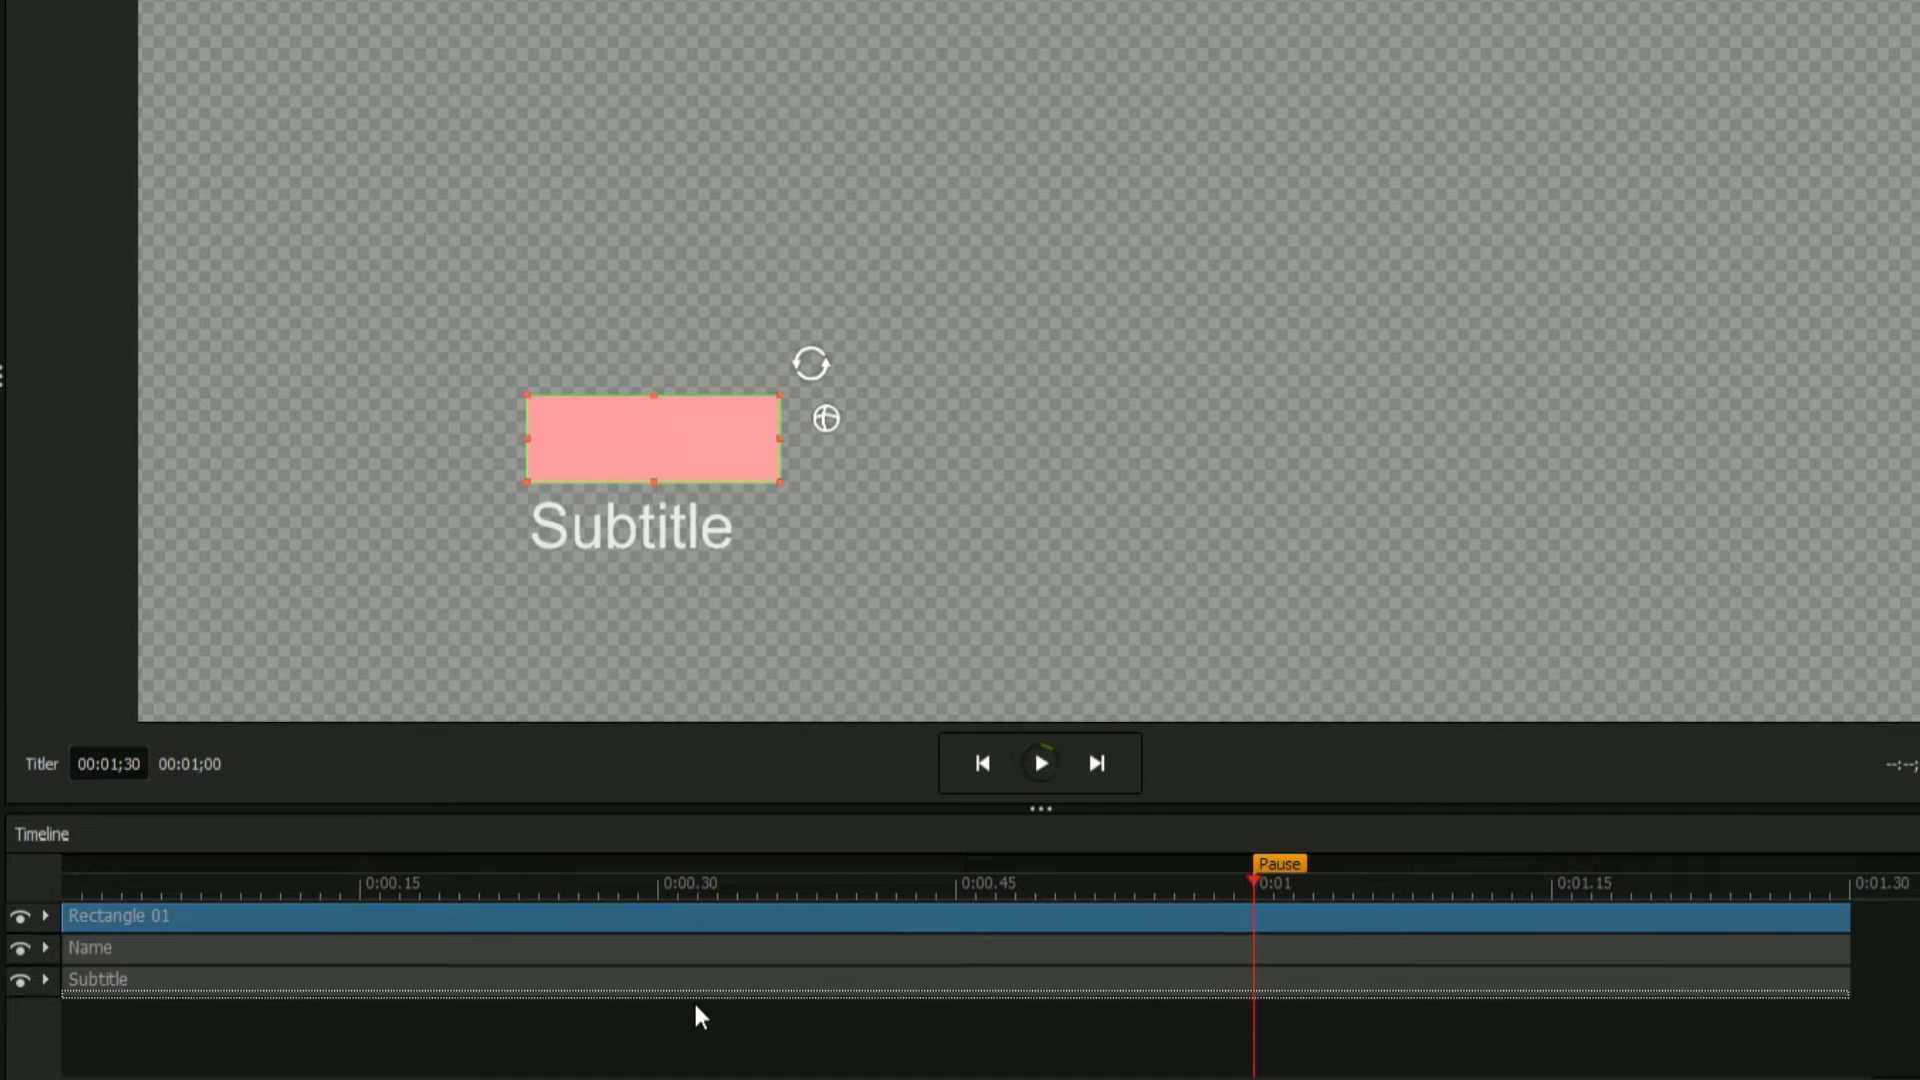 Subtitle
Titler 00:01;30 00:01;00
--:--;
Timeline
Pause
0:00.15 0:00.30 0:00.45 0:01 0:01.15 0:01.30
Rectangle 01
Name
Subtitle